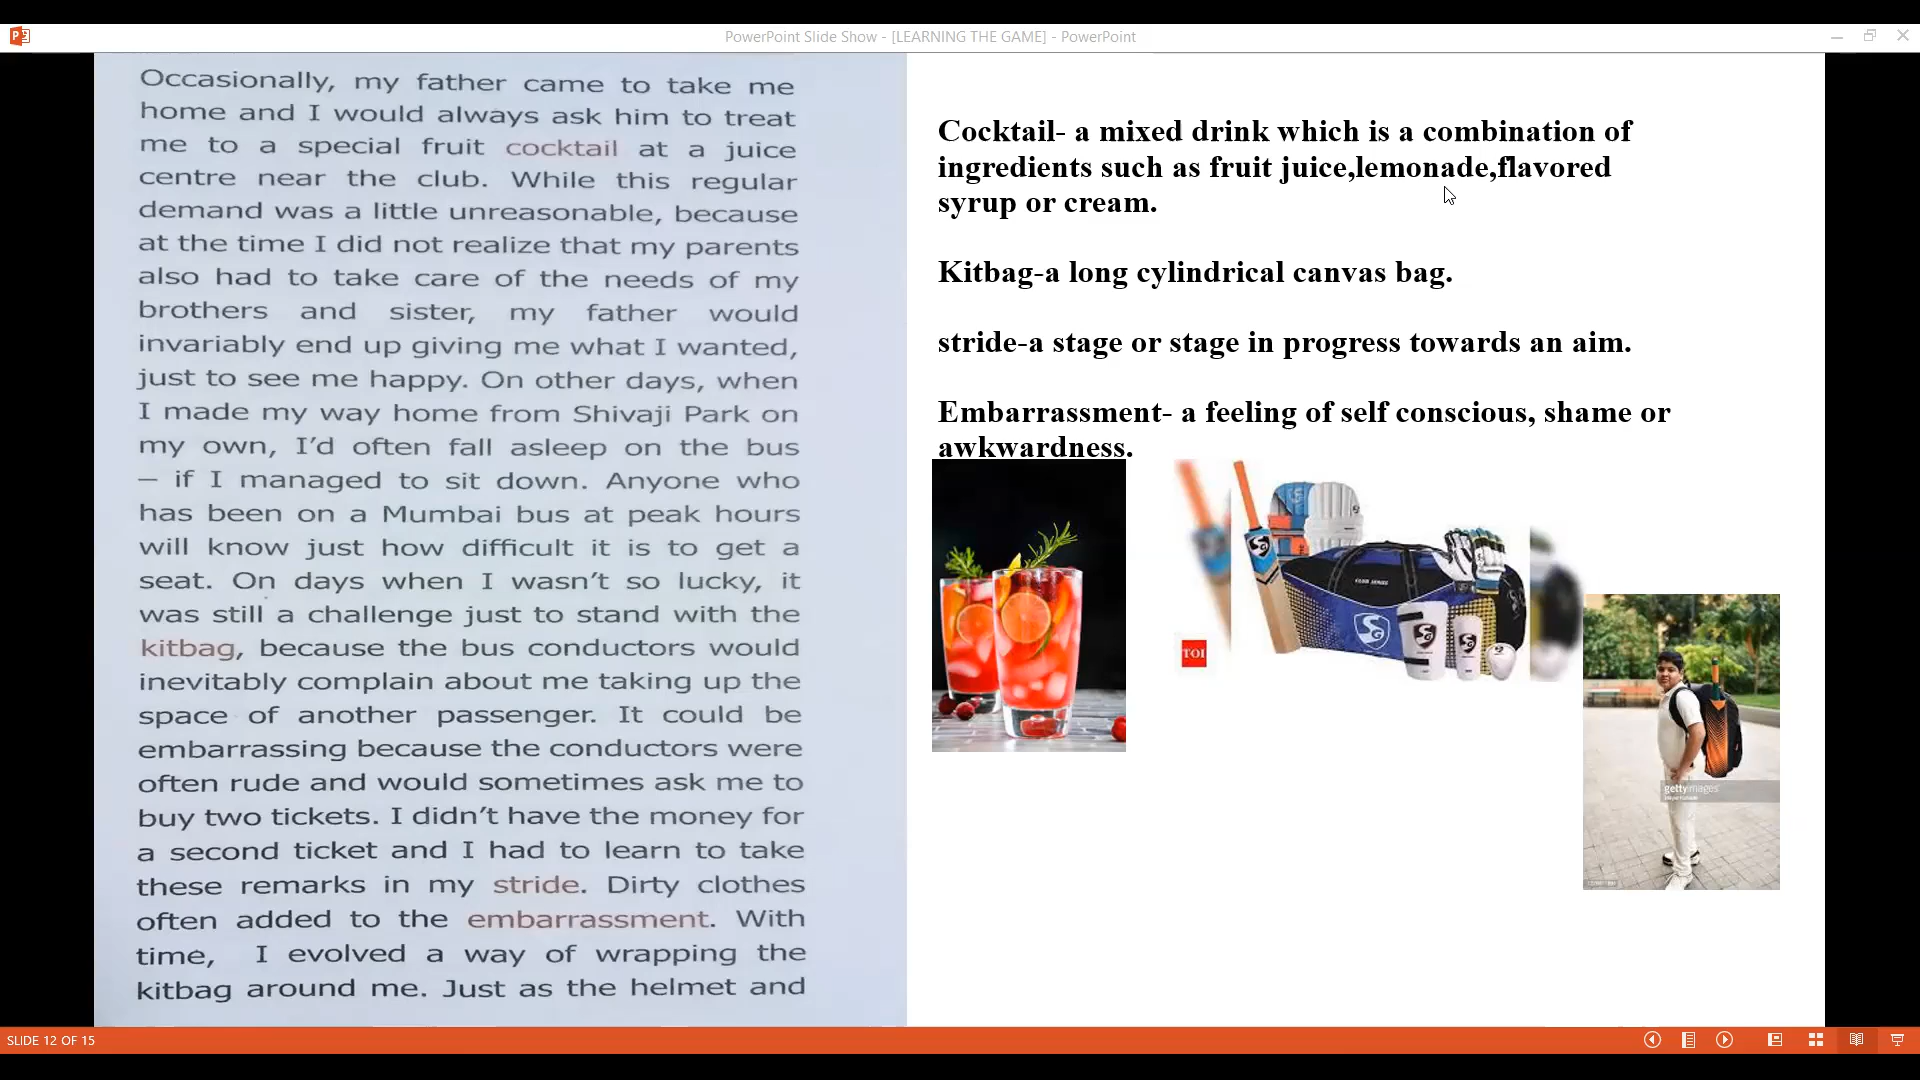 PowerPoint Slide Show - [LEARNING THE GAME] - PowerPoint
Occasionally, my father came to take me
home and I would always ask him to treat
me to a special fruit cocktail at a juice
centre near the club. While this regular
demand was a little unreasonable, because
at the time I did not realize that my parents
also had to take care of the needs of my
brothers and sister, my father would
invariably end up giving me what I wanted,
just to see me happy. On other days, when
I made my way home from Shivaji Park on
my own, I'd often fall asleep on the bus
– if I managed to sit down. Anyone who
has been on a Mumbai bus at peak hours
will know just how difficult it is to get a
seat. On days when I wasn't so lucky, it
was still a challenge just to stand with the
kitbag, because the bus conductors would
inevitably complain about me taking up the
space of another passenger. It could be
embarrassing because the conductors were
often rude and would sometimes ask me to
buy two tickets. I didn't have the money for
a second ticket and I had to learn to take
these remarks in my stride. Dirty clothes
often added to the embarrassment. With
time, I evolved a way of wrapping the
kitbag around me. Just as the helmet and
Cocktail- a mixed drink which is a combination of
ingredients such as fruit juice,lemonade,flavored
syrup or cream.
Kitbag-a long cylindrical canvas bag.
stride-a stage or stage in progress towards an aim.
Embarrassment- a feeling of self conscious, shame or
awkwardness.
CLUB SERIES
SG
TOI
gettyimages
SLIDE 12 OF 15